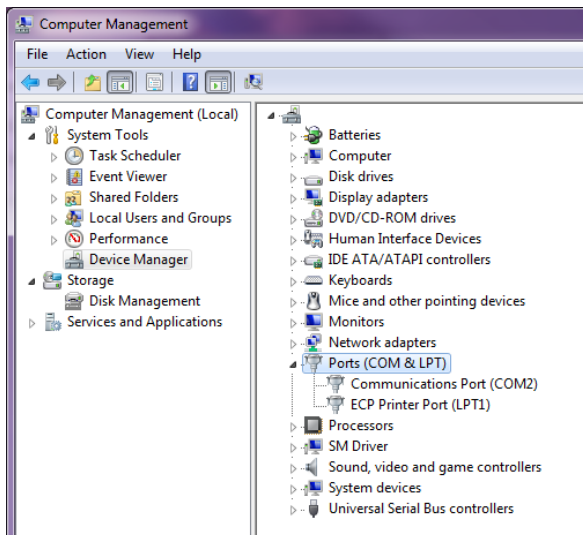 Computer Management
File Action View Help
Computer Management (Local)
System Tools
Task Scheduler
Event Viewer
Shared Folders
Local Users and Groups
Performance
Device Manager
Storage
Disk Management
Services and Applications
Batteries
Computer
Disk drives
Display adapters
DVD/CD-ROM drives
Human Interface Devices
IDE ATA/ATAPI controllers
Keyboards
Mice and other pointing devices
Monitors
Network adapters
Ports (COM & LPT)
Communications Port (COM2)
ECP Printer Port (LPT1)
Processors
SM Driver
Sound, video and game controllers
System devices
Universal Serial Bus controllers